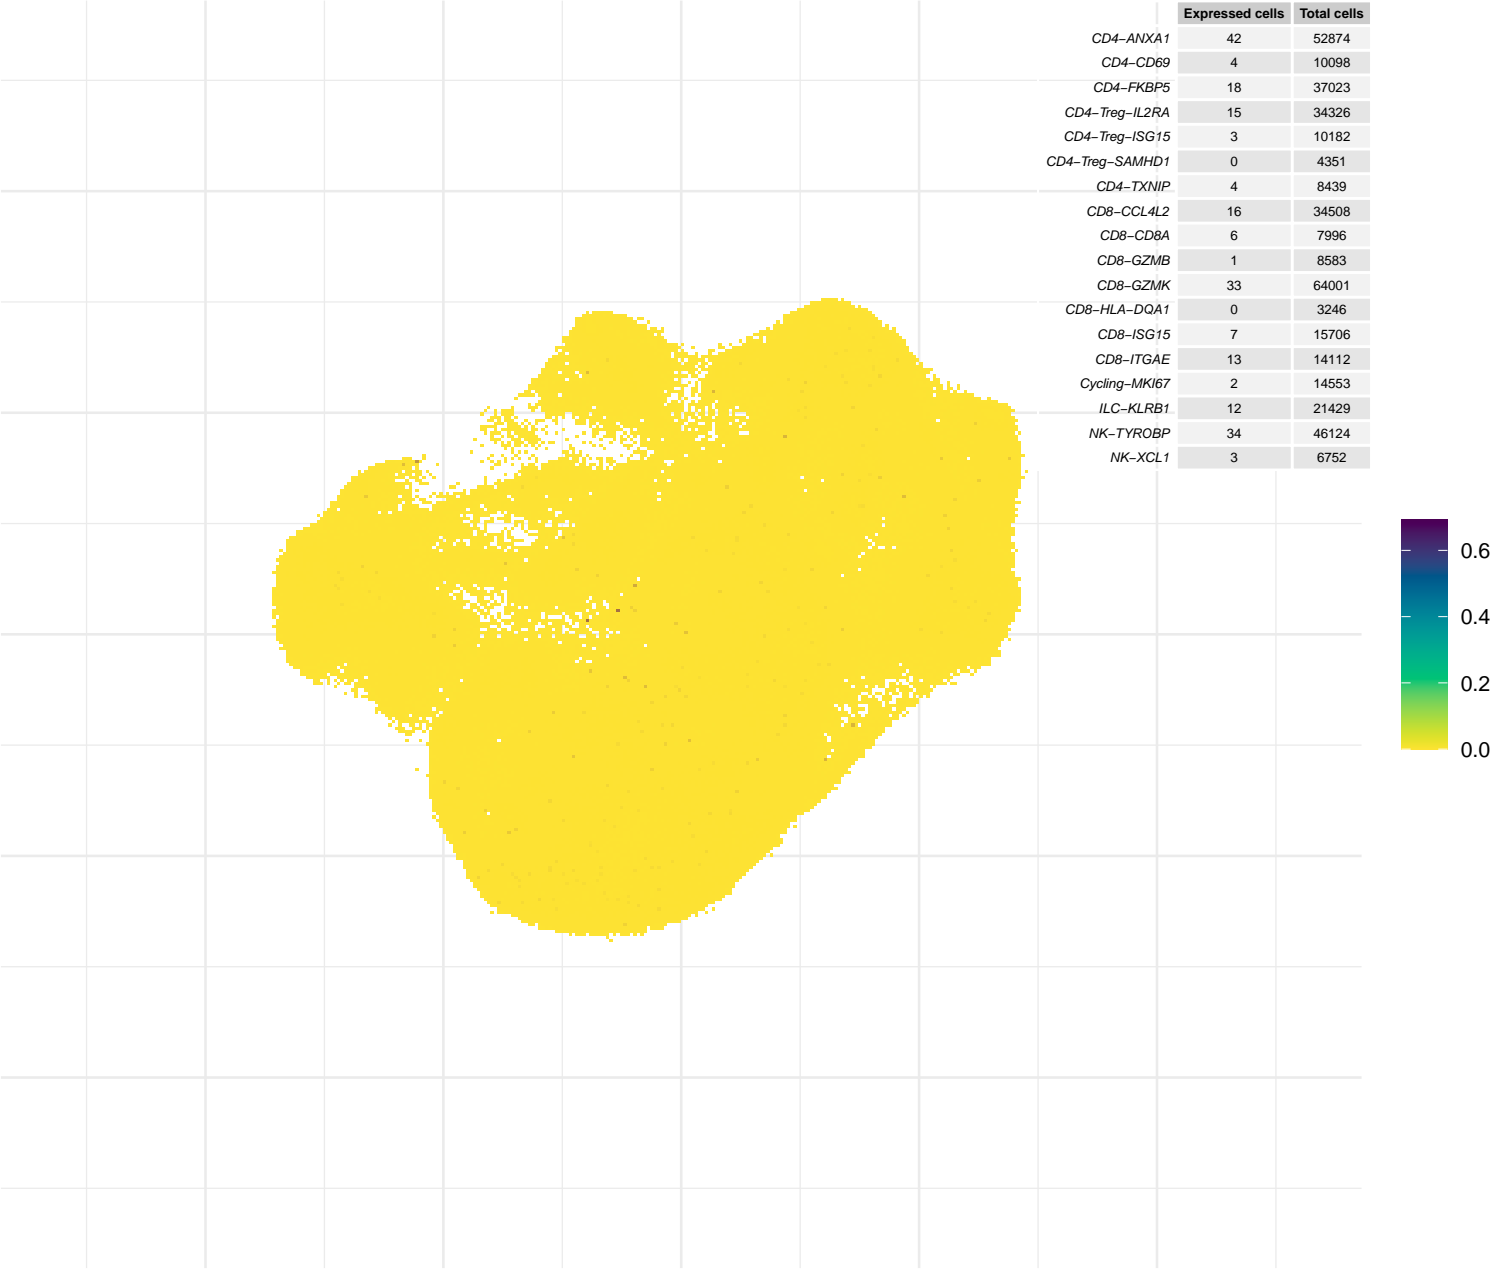 Expressed cells Total cells
CD4−ANXA1 42 52874
CD4−CD69 4 10098
CD4−FKBP5 18 37023
CD4−Treg−IL2RA 15 34326
CD4−Treg−ISG15 3 10182
CD4−Treg−SAMHD1 0 4351
CD4−TXNIP 4 8439
CD8−CCL4L2 16 34508
CD8−CD8A 6 7996
CD8−GZMB 1 8583
CD8−GZMK 33 64001
CD8−HLA−DQA1 0 3246
CD8−ISG15 7 15706
CD8−ITGAE 13 14112
Cycling−MKI67 2 14553
ILC−KLRB1 12 21429
NK−TYROBP 34 46124
NK−XCL1 3 6752
0.6
0.4
0.2
0.0